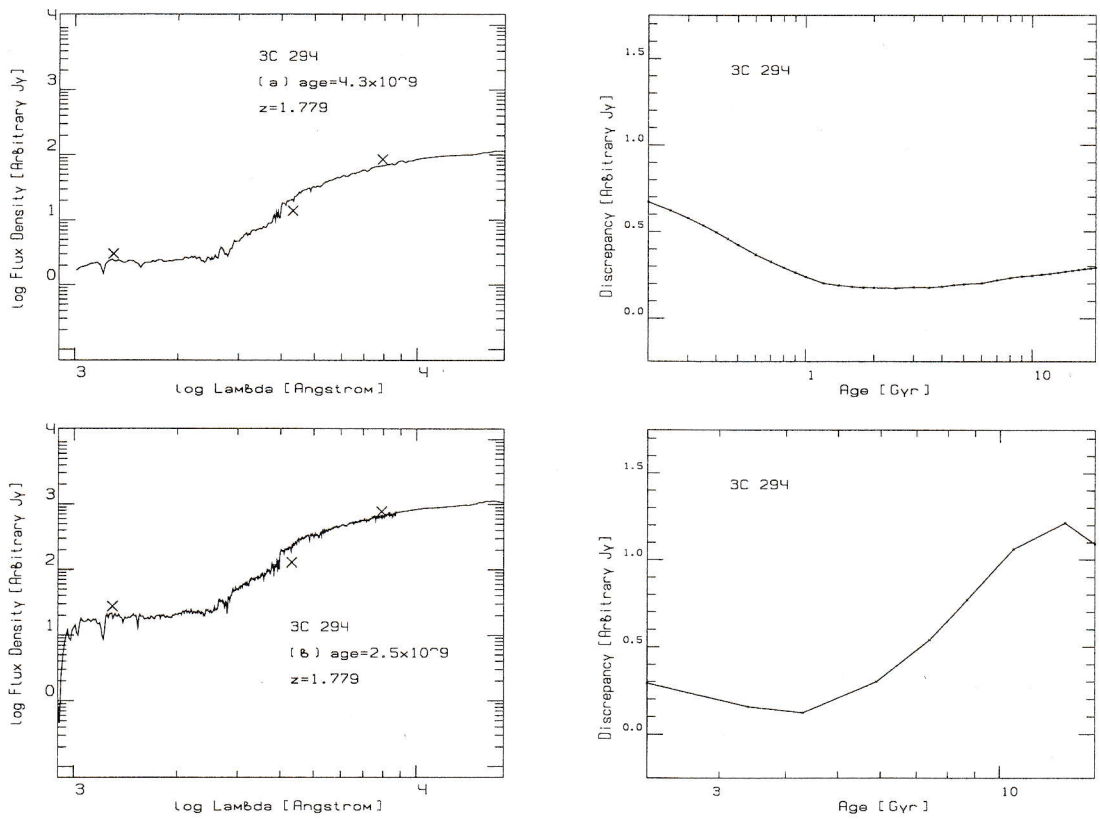 4
3
2
1
0
log Flux Density [Arbitrary Jy]
3C 294
(a) age=4.3x10^9
z=1.779
3 4
log Lambda [Angstrom]
1.5
1.0
0.5
0.0
Discrepancy [Arbitrary Jy]
3C 294
1 10
Age [Gyr]
4
3
2
1
0
log Flux Density [Arbitrary Jy]
3C 294
(b) age=2.5x10^9
z=1.779
3 4
log Lambda [Angstrom]
1.5
1.0
0.5
0.0
Discrepancy [Arbitrary Jy]
3C 294
3 10
Age [Gyr]